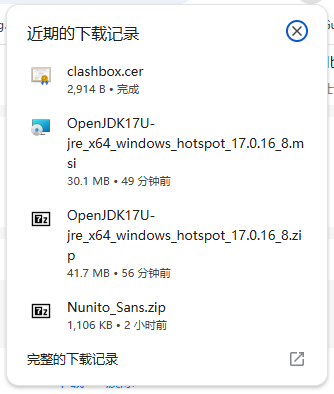 近期的下载记录
clashbox.cer
2,914 B • 完成
OpenJDK17U-
jre_x64_windows_hotspot_17.0.16_8.m
si
30.1 MB • 49 分钟前
OpenJDK17U-
jre_x64_windows_hotspot_17.0.16_8.zi
p
41.7 MB • 56 分钟前
Nunito_Sans.zip
1,106 KB • 2 小时前
完整的下载记录